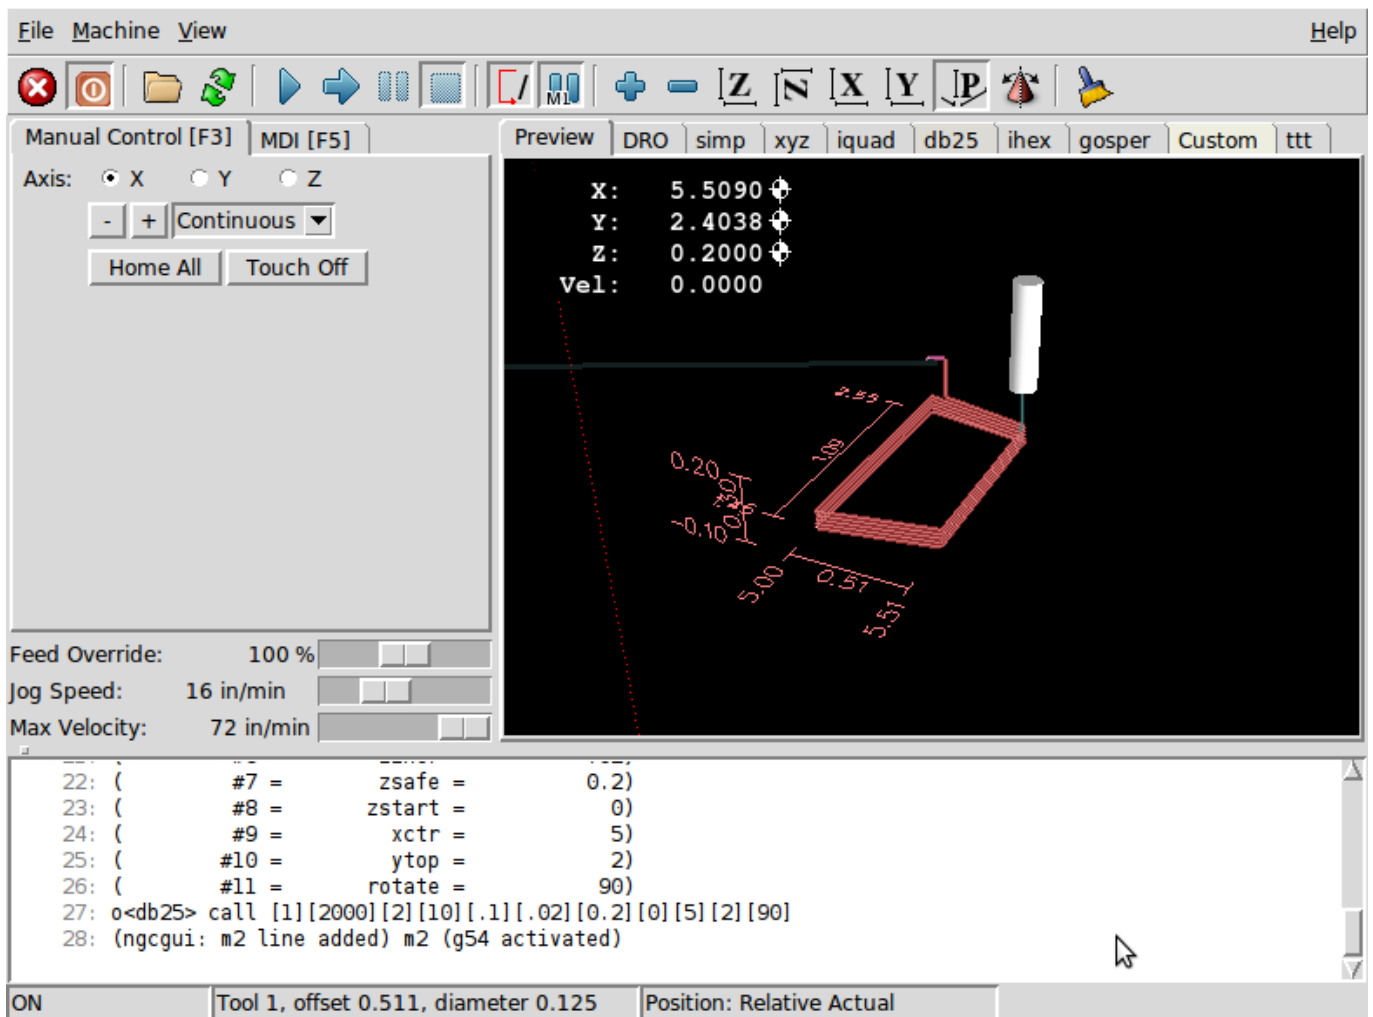 File Machine View Help
M1 Z N X Y P
Manual Control [F3] MDI [F5] Preview DRO simp xyz iquad db25 ihex gosper Custom ttt
Axis: X Y Z
- + Continuous
Home All Touch Off
X: 5.5090
Y: 2.4038
Z: 0.2000
Vel: 0.0000
2.59
0.20
-0.10
5.00
0.51
5.51
Feed Override: 100 %
Jog Speed: 16 in/min
Max Velocity: 72 in/min
22: ( #7 = zsafe = 0.2)
23: ( #8 = zstart = 0)
24: ( #9 = xctr = 5)
25: ( #10 = ytop = 2)
26: ( #11 = rotate = 90)
27: o<db25> call [1][2000][2][10][.1][.02][0.2][0][5][2][90]
28: (ngcgui: m2 line added) m2 (g54 activated)
ON Tool 1, offset 0.511, diameter 0.125 Position: Relative Actual